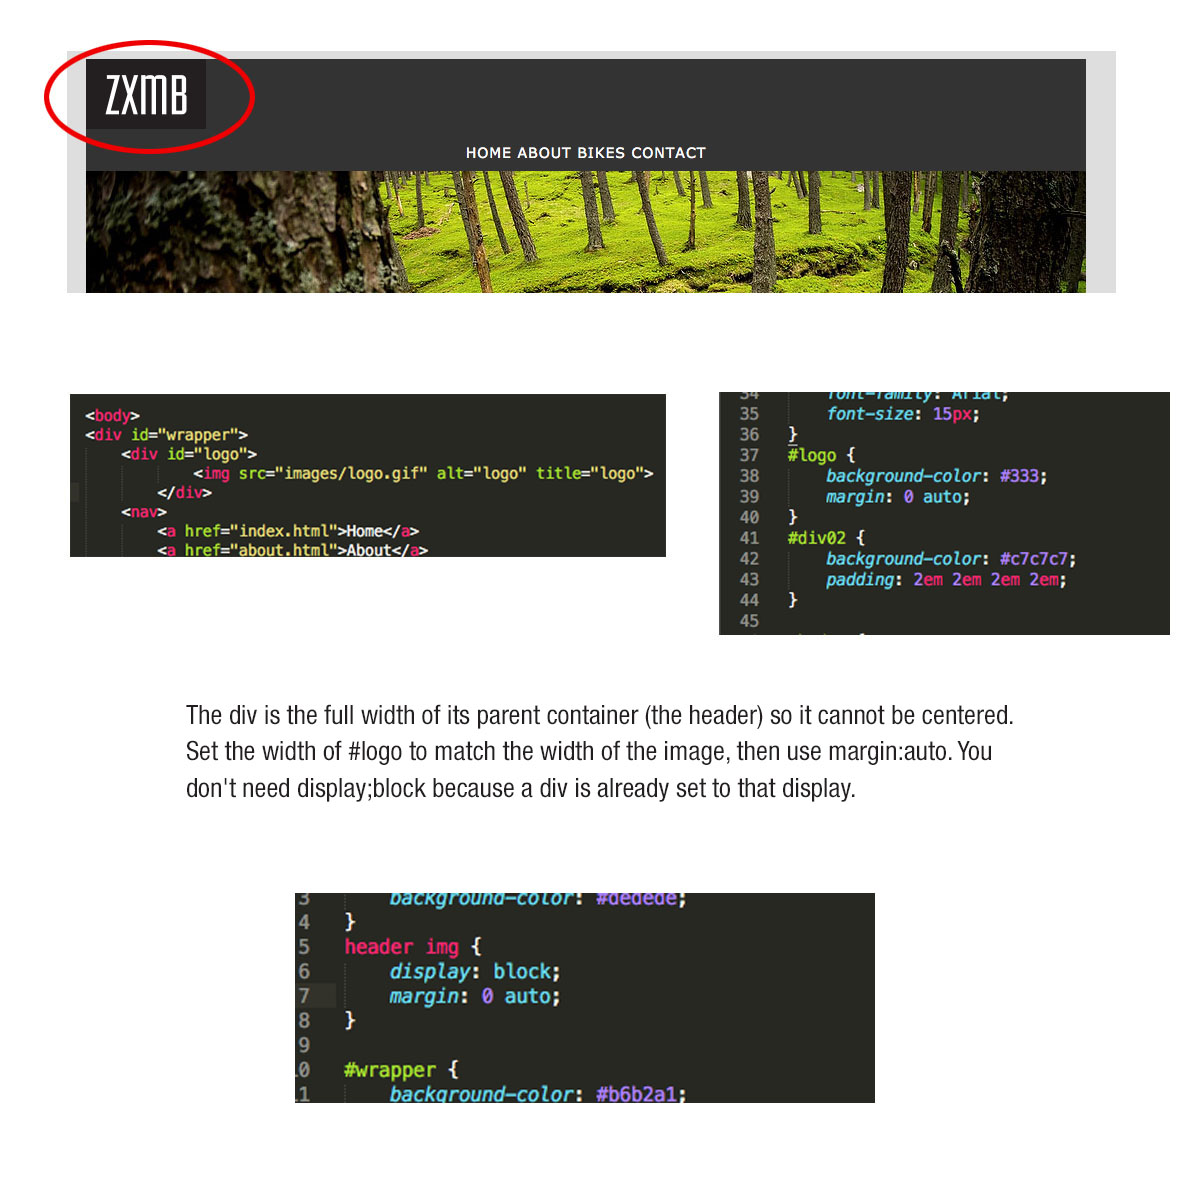 ZXMB
HOME ABOUT BIKES CONTACT
<body>
<div id="wrapper">
<div id="logo">
<img src="images/logo.gif" alt="logo" title="logo">
</div>
<nav>
<a href="index.html">Home</a>
<a href="about.html">About</a>
34 font-family: Arial;
35 font-size: 15px;
36 }
37 #logo {
38 background-color: #333;
39 margin: 0 auto;
40 }
41 #div02 {
42 background-color: #c7c7c7;
43 padding: 2em 2em 2em 2em;
44 }
45
The div is the full width of its parent container (the header) so it cannot be centered.
Set the width of #logo to match the width of the image, then use margin:auto. You
don't need display;block because a div is already set to that display.
3 background-color: #dedede;
4 }
5 header img {
6 display: block;
7 margin: 0 auto;
8 }
9
10 #wrapper {
11 background-color: #b6b2a1;